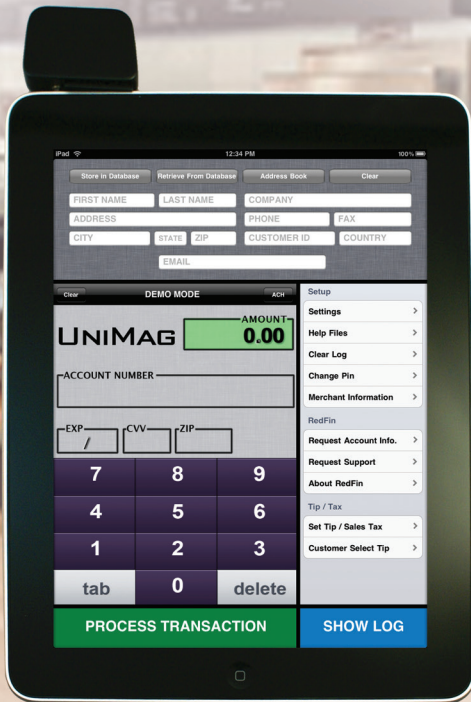 iPad 12:34 PM 100%
Store in Database Retrieve From Database Address Book Clear
FIRST NAME LAST NAME COMPANY
ADDRESS PHONE FAX
CITY STATE ZIP CUSTOMER ID COUNTRY
EMAIL
Clear DEMO MODE ACH
UNIMAG AMOUNT
0.00
ACCOUNT NUMBER
EXP CVV ZIP
/
7 8 9
4 5 6
1 2 3
tab 0 delete
PROCESS TRANSACTION
Setup
Settings >
Help Files >
Clear Log >
Change Pin >
Merchant Information >
RedFin
Request Account Info. >
Request Support >
About RedFin >
Tip / Tax
Set Tip / Sales Tax >
Customer Select Tip >
SHOW LOG